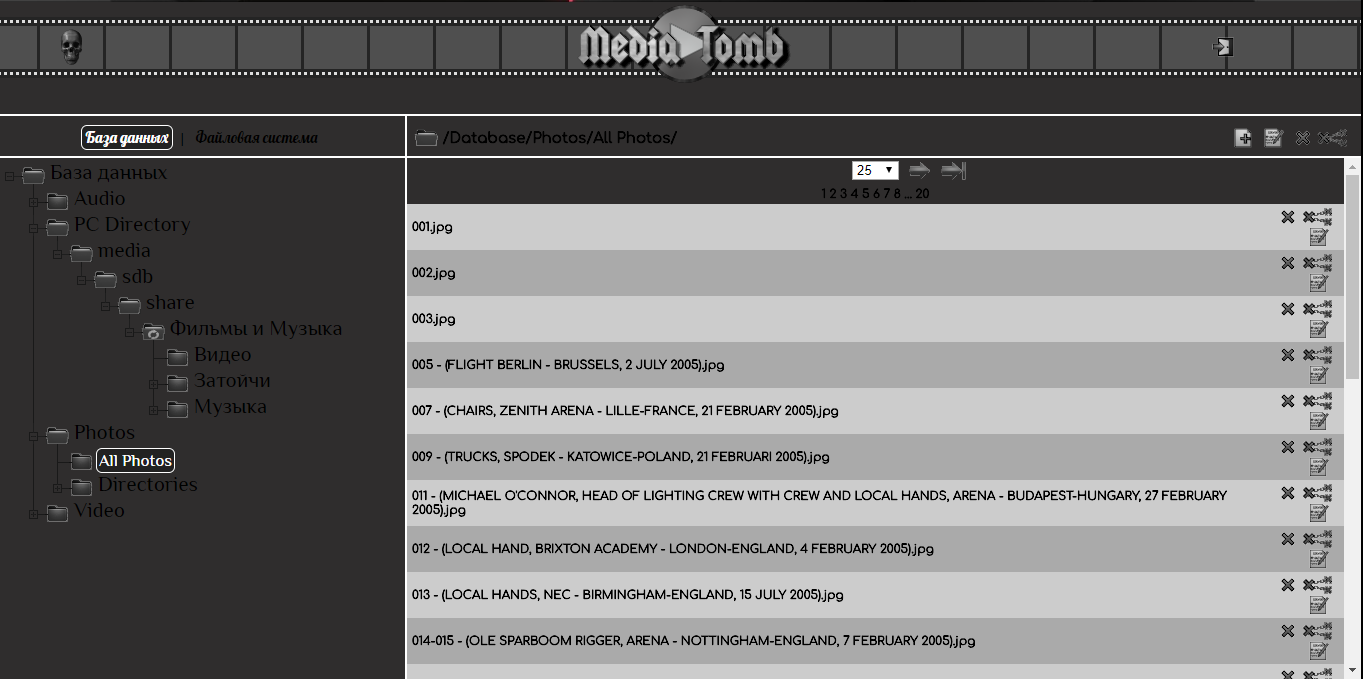 Media Tomb
База данных | Файловая система
/Database/Photos/All Photos/
База данных
Audio
PC Directory
media
sdb
share
Фильмы и Музыка
Видео
Затойчи
Музыка
Photos
All Photos
Directories
Video
25
1 2 3 4 5 6 7 8 ... 20
001.jpg
002.jpg
003.jpg
005 - (FLIGHT BERLIN - BRUSSELS, 2 JULY 2005).jpg
007 - (CHAIRS, ZENITH ARENA - LILLE-FRANCE, 21 FEBRUARY 2005).jpg
009 - (TRUCKS, SPODEK - KATOWICE-POLAND, 21 FEBRUARI 2005).jpg
011 - (MICHAEL O'CONNOR, HEAD OF LIGHTING CREW WITH CREW AND LOCAL HANDS, ARENA - BUDAPEST-HUNGARY, 27 FEBRUARY
2005).jpg
012 - (LOCAL HAND, BRIXTON ACADEMY - LONDON-ENGLAND, 4 FEBRUARY 2005).jpg
013 - (LOCAL HANDS, NEC - BIRMINGHAM-ENGLAND, 15 JULY 2005).jpg
014-015 - (OLE SPARBOOM RIGGER, ARENA - NOTTINGHAM-ENGLAND, 7 FEBRUARY 2005).jpg